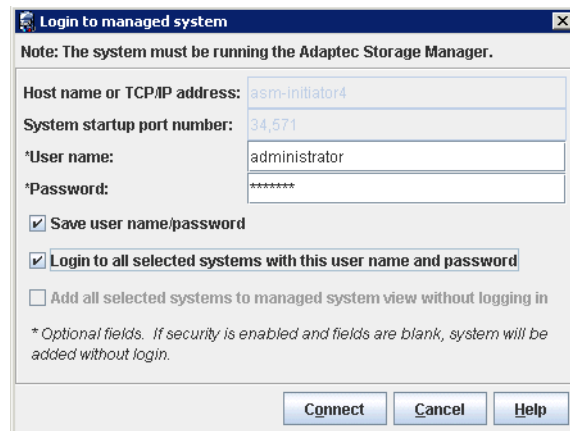 Login to managed system
Note: The system must be running the Adaptec Storage Manager.
Host name or TCP/IP address: asm-initiator4
System startup port number: 34,571
*User name: administrator
*Password: *******
Save user name/password
Login to all selected systems with this user name and password
Add all selected systems to managed system view without logging in
* Optional fields. If security is enabled and fields are blank, system will be
added without login.
Connect Cancel Help